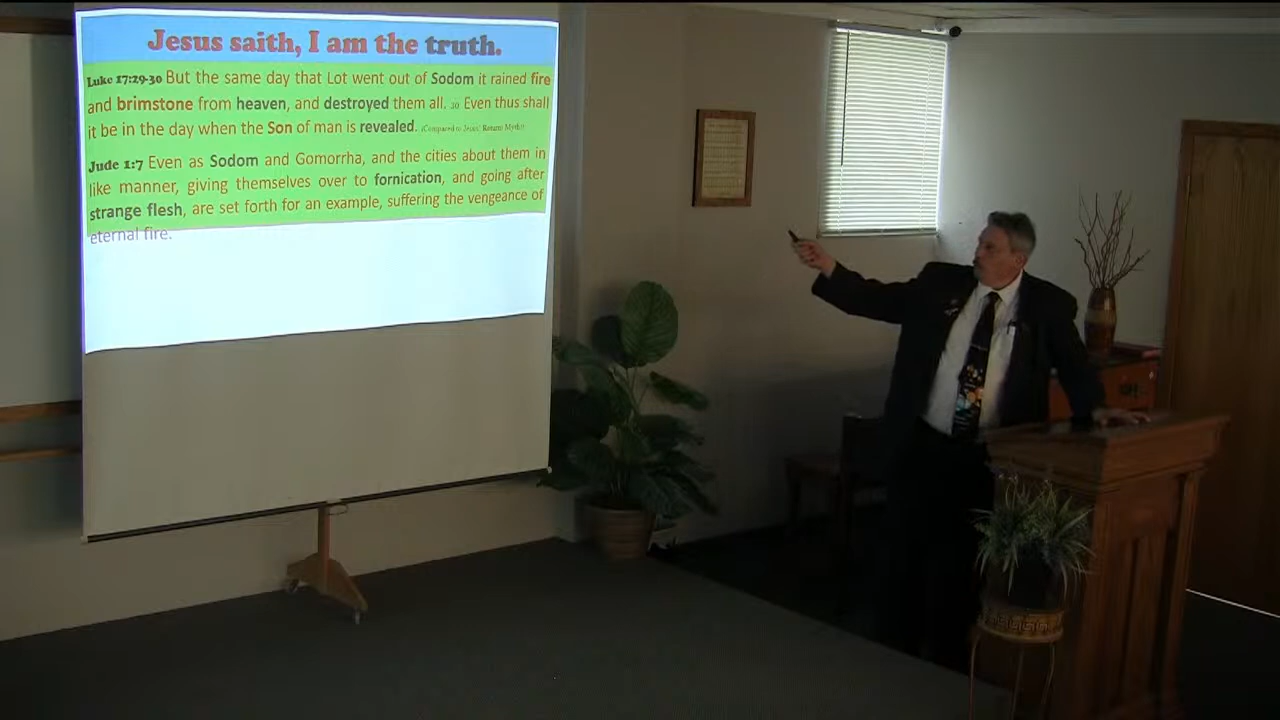 Jesus saith, I am the truth.
Luke 17:29-30 But the same day that Lot went out of Sodom it rained fire
and brimstone from heaven, and destroyed them all. 30 Even thus shall
it be in the day when the Son of man is revealed. (Compared to Jesus' Return
Jude 1:7 Even as Sodom and Gomorrha, and the cities about them in
like manner, giving themselves over to fornication, and going after
strange flesh, are set forth for an example, suffering the vengeance of
eternal fire.